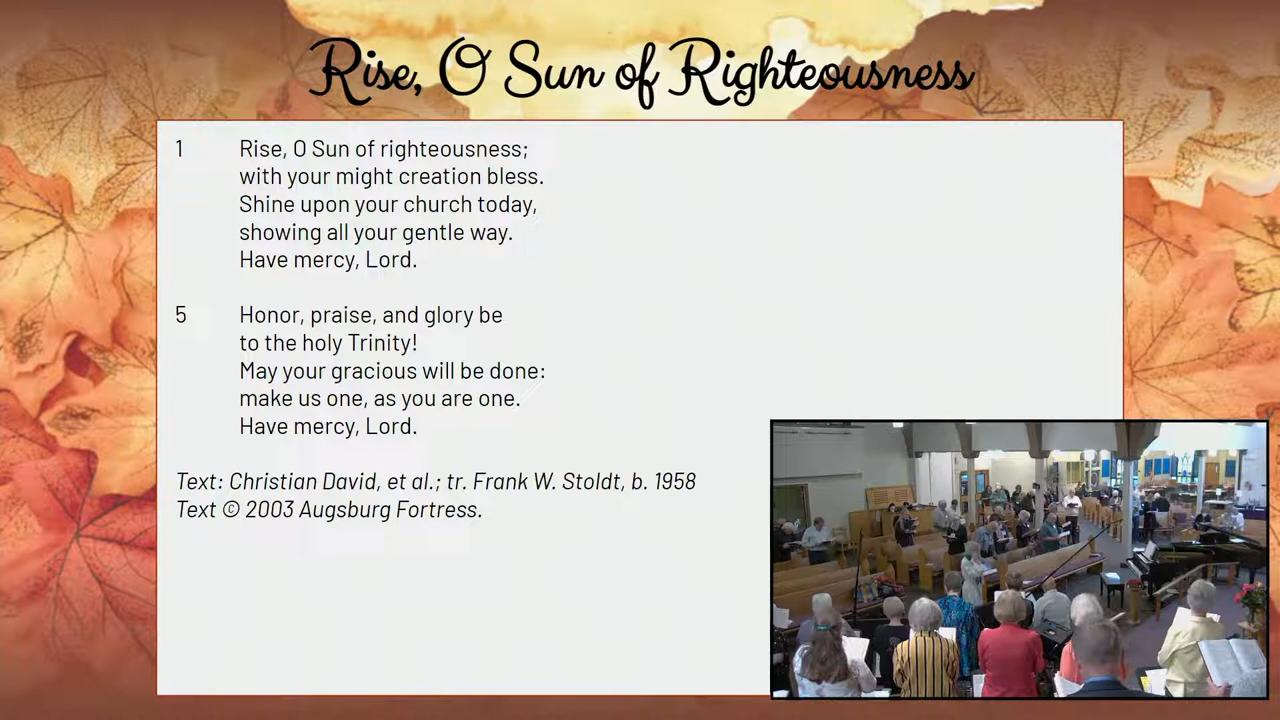 Rise, O Sun of Righteousness
1 Rise, O Sun of righteousness;
with your might creation bless.
Shine upon your church today,
showing all your gentle way.
Have mercy, Lord.
5 Honor, praise, and glory be
to the holy Trinity!
May your gracious will be done:
make us one, as you are one.
Have mercy, Lord.
Text: Christian David, et al.; tr. Frank W. Stoldt, b. 1958
Text © 2003 Augsburg Fortress.